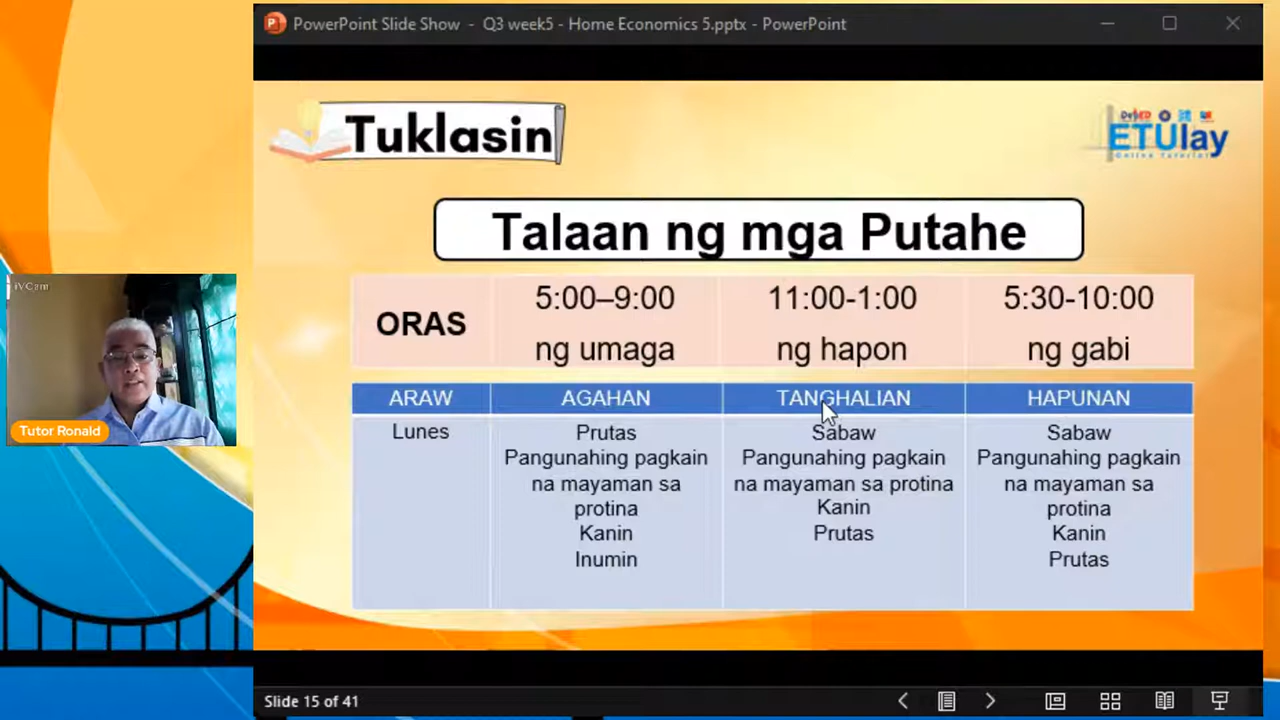 PowerPoint Slide Show - Q3 week5 - Home Economics 5.pptx - PowerPoint
Tuklasin
ETUlay
Online Tutorial
Talaan ng mga Putahe
ORAS
5:00–9:00
ng umaga
11:00-1:00
ng hapon
5:30-10:00
ng gabi
ARAW
AGAHAN
TANGHALIAN
HAPUNAN
Lunes
Prutas
Pangunahing pagkain
na mayaman sa
protina
Kanin
Inumin
Sabaw
Pangunahing pagkain
na mayaman sa protina
Kanin
Prutas
Sabaw
Pangunahing pagkain
na mayaman sa
protina
Kanin
Prutas
iVCam
Tutor Ronald
Slide 15 of 41